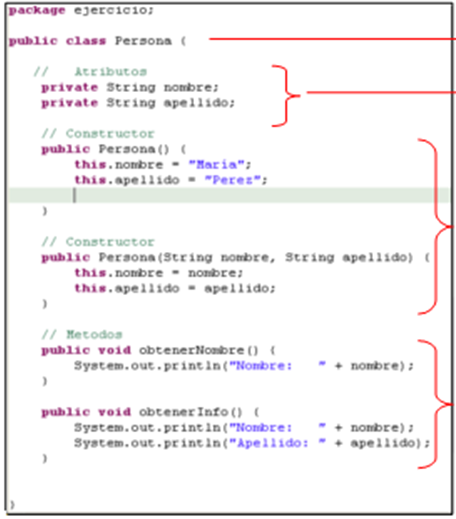 package ejercicio;
public class Persona {
// Atributos
private String nombre;
private String apellido;
// Constructor
public Persona() {
this.nombre = "Maria";
this.apellido = "Perez";
}
// Constructor
public Persona(String nombre, String apellido) {
this.nombre = nombre;
this.apellido = apellido;
}
// Metodos
public void obtenerNombre() {
System.out.println("Nombre:   " + nombre);
}
public void obtenerInfo() {
System.out.println("Nombre:   " + nombre);
System.out.println("Apellido: " + apellido);
}
}